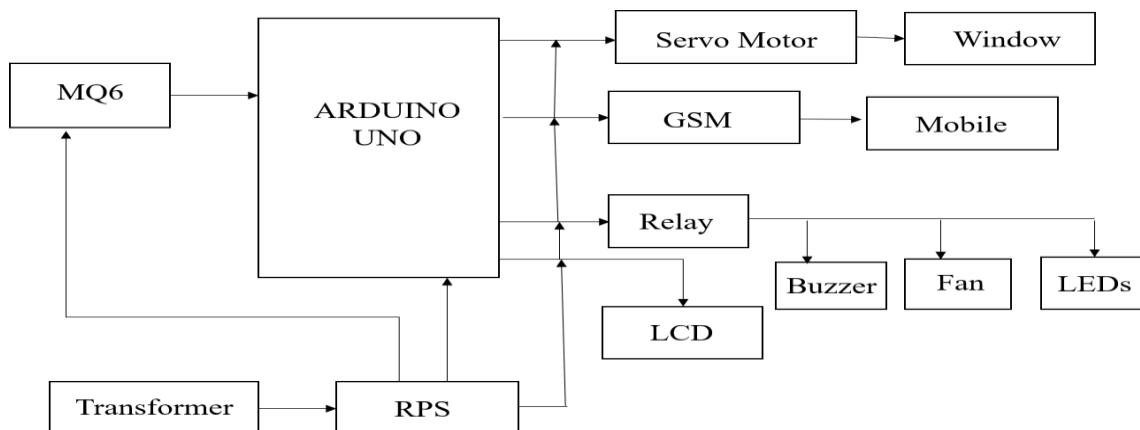 Servo Motor
Window
MQ6
ARDUINO
UNO
GSM
Mobile
Relay
Buzzer
Fan
LEDs
LCD
Transformer
RPS